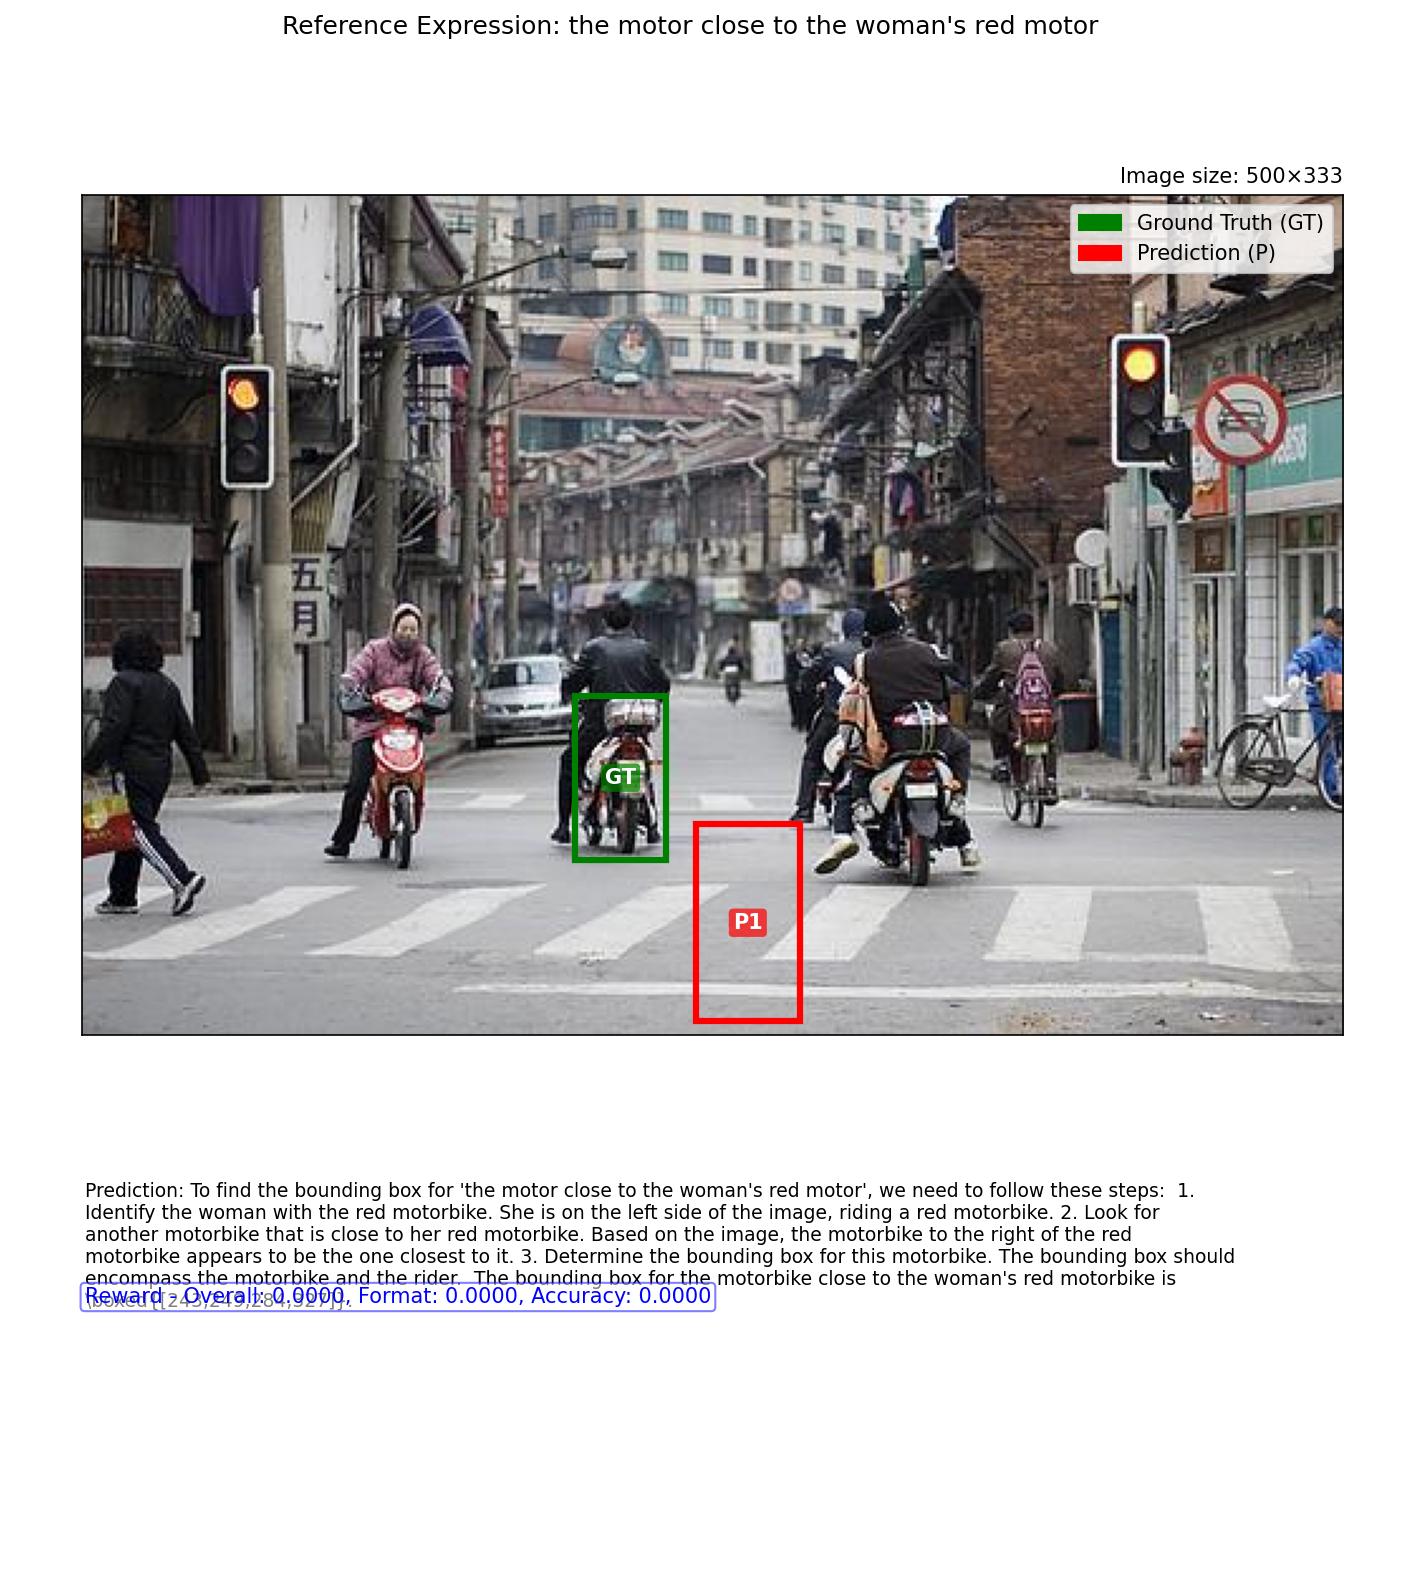 Reference Expression: the motor close to the woman's red motor
Image size: 500×333
Ground Truth (GT)
Prediction (P)
五
月
GT
P1
Prediction: To find the bounding box for 'the motor close to the woman's red motor', we need to follow these steps:  1.
Identify the woman with the red motorbike. She is on the left side of the image, riding a red motorbike. 2. Look for
another motorbike that is close to her red motorbike. Based on the image, the motorbike to the right of the red
motorbike appears to be the one closest to it. 3. Determine the bounding box for this motorbike. The bounding box should
encompass the motorbike and the rider.  The bounding box for the motorbike close to the woman's red motorbike is
\boxed{[243,249,284,327]}.
Reward - Overall: 0.0000, Format: 0.0000, Accuracy: 0.0000